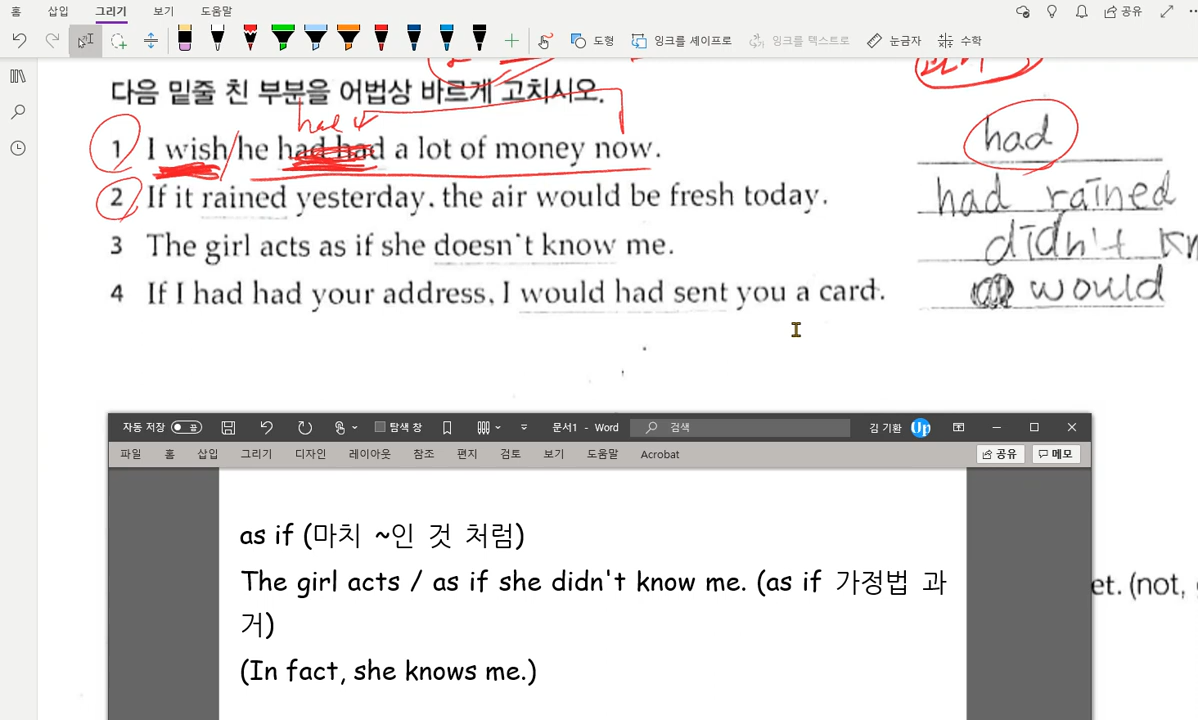 홈 삽입 그리기 보기 도움말 공유
도형 잉크를 셰이프로 잉크를 텍스트로 눈금자 수학
다음 밑줄 친 부분을 어법상 바르게 고치시오.
had
1 I wish/he had had a lot of money now. had
2 If it rained yesterday, the air would be fresh today. had rained
3 The girl acts as if she doesn't know me. didn't kn
4 If I had had your address, I would had sent you a card. would
자동 저장 끔 탐색 창 문서1 - Word 검색 김 기환 Up
파일 홈 삽입 그리기 디자인 레이아웃 참조 편지 검토 보기 도움말 Acrobat 공유 메모
as if (마치 ~인 것 처럼)
The girl acts / as if she didn't know me. (as if 가정법 과
거)
et. (not,
(In fact, she knows me.)